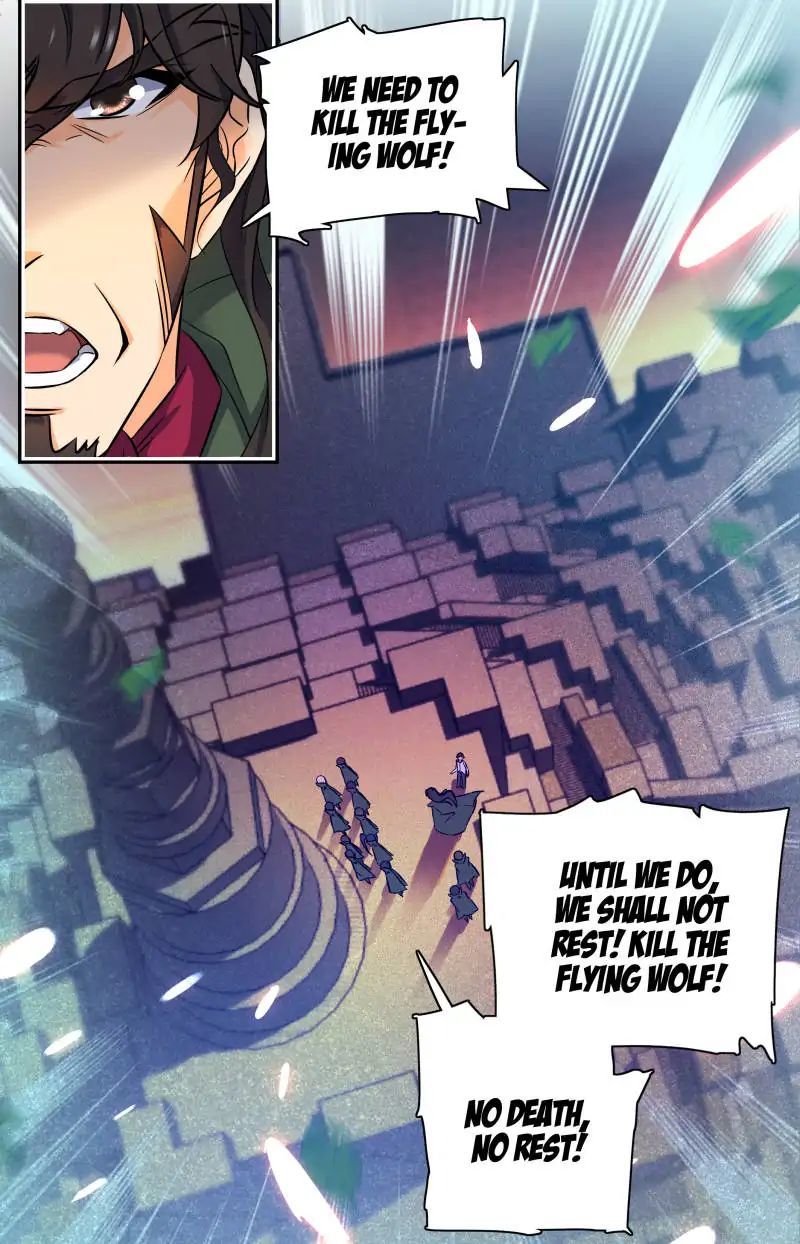 WE NEED TO
KILL THE FLY-
ING WOLF!
UNTIL WE DO,
WE SHALL NOT
REST! KILL THE
FLYING WOLF!
NO DEATH,
NO REST!